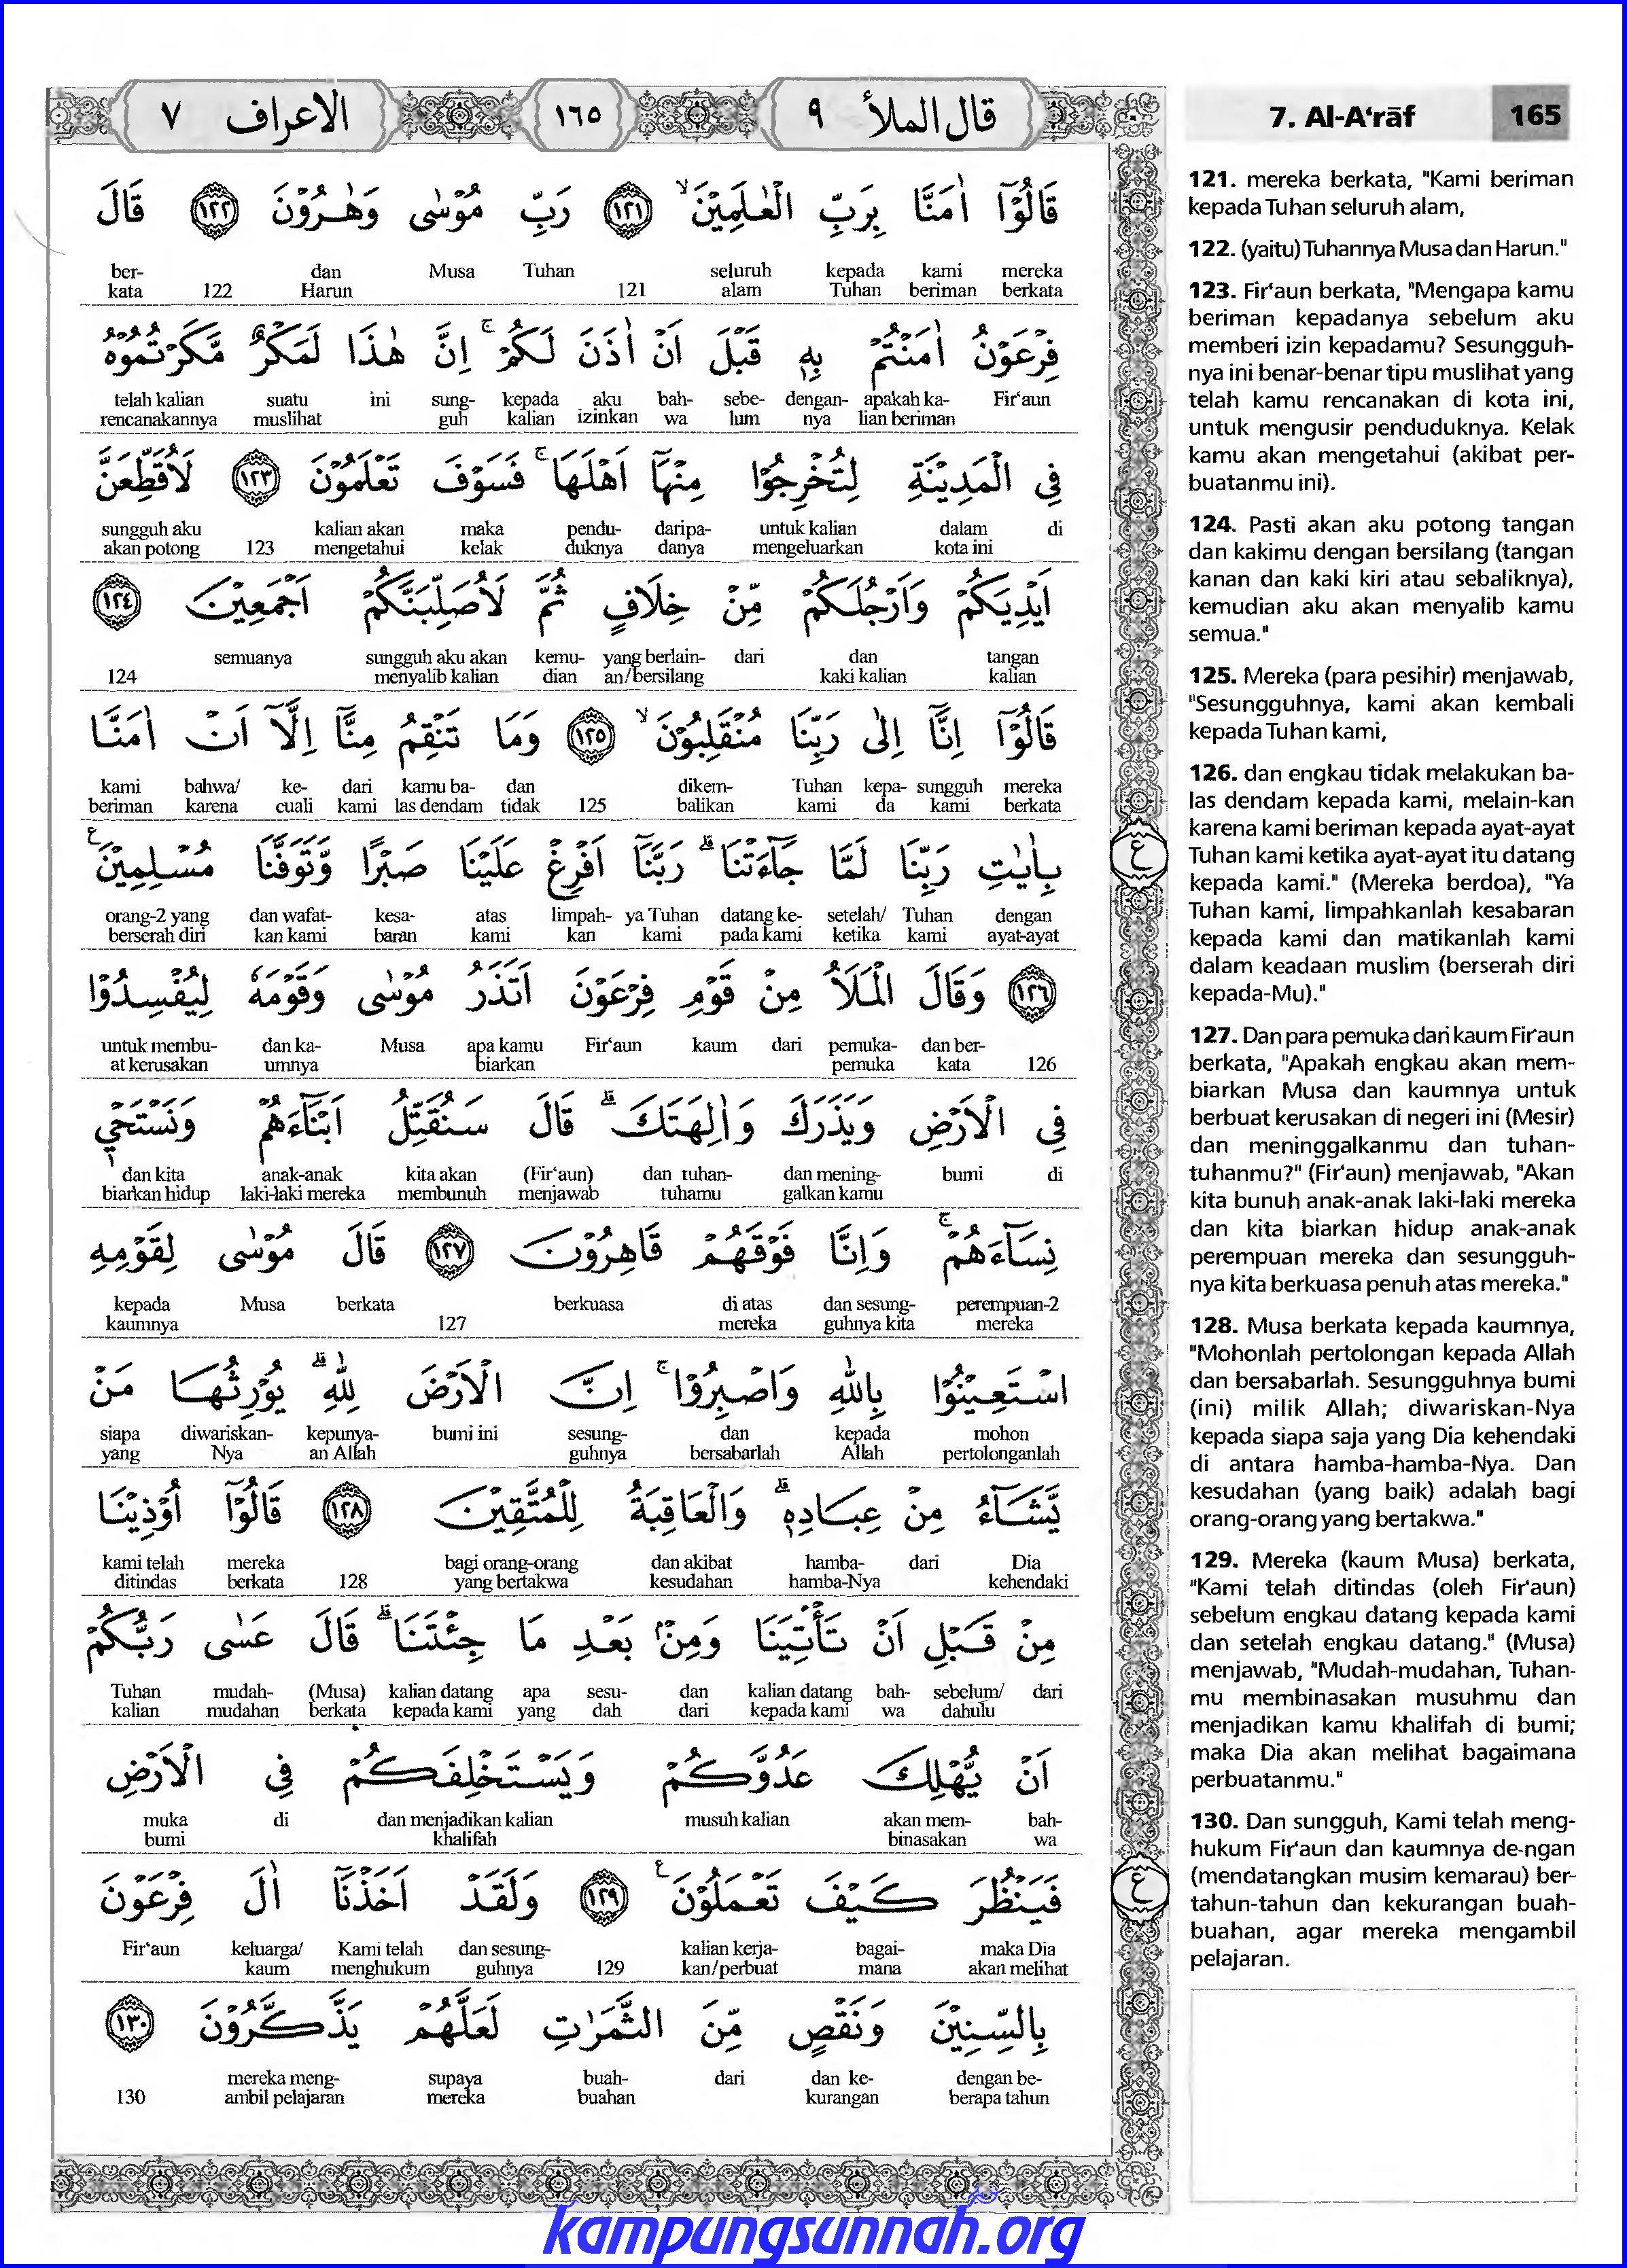 الاعراف ٧
١٦٥
قال الملأ ٩
7. Al-A‘rāf 165
قَالُوْٓا اٰمَنَّا بِرَبِّ الْعٰلَمِيْنَۙ ١٢١ رَبِّ مُوْسٰى وَهٰرُوْنَ ١٢٢ قَالَ
ber- dan Musa Tuhan seluruh kepada kami mereka
kata 122 Harun 121 alam Tuhan beriman berkata
فِرْعَوْنُ اٰمَنْتُمْ بِهٖ قَبْلَ اَنْ اٰذَنَ لَكُمْۚ اِنَّ هٰذَا لَمَكْرٌ مَّكَرْتُمُوْهُ
telah kalian suatu ini sung- kepada aku bah- sebe- dengan- apakah ka- Fir‘aun
rencanakannya muslihat guh kalian izinkan wa lum nya lian beriman
فِى الْمَدِيْنَةِ لِتُخْرِجُوْا مِنْهَآ اَهْلَهَاۚ فَسَوْفَ تَعْلَمُوْنَ ١٢٣ لَاُقَطِّعَنَّ
sungguh aku kalian akan maka pendu- daripa- untuk kalian dalam di
akan potong 123 mengetahui kelak duknya danya mengeluarkan kota ini
اَيْدِيَكُمْ وَاَرْجُلَكُمْ مِّنْ خِلَافٍ ثُمَّ لَاُصَلِّبَنَّكُمْ اَجْمَعِيْنَ ١٢٤
semuanya sungguh aku akan kemu- yang berlain- dari dan tangan
124 menyalib kalian dian an/bersilang kaki kalian kalian
قَالُوْٓا اِنَّآ اِلٰى رَبِّنَا مُنْقَلِبُوْنَۙ ١٢٥ وَمَا تَنْقِمُ مِنَّآ اِلَّآ اَنْ اٰمَنَّا
kami bahwa/ ke- dari kamu ba- dan dikem- Tuhan kepa- sungguh mereka
beriman karena cuali kami las dendam tidak 125 balikan kami da kami berkata
بِاٰيٰتِ رَبِّنَا لَمَّا جَاۤءَتْنَاۗ رَبَّنَآ اَفْرِغْ عَلَيْنَا صَبْرًا وَّتَوَفَّنَا مُسْلِمِيْنَ ع
orang-2 yang dan wafat- kesa- atas limpah- ya Tuhan datang ke- setelah/ Tuhan dengan
berserah diri kan kami baran kami kan kami pada kami ketika kami ayat-ayat
١٢٦ وَقَالَ الْمَلَاُ مِنْ قَوْمِ فِرْعَوْنَ اَتَذَرُ مُوْسٰى وَقَوْمَهٗ لِيُفْسِدُوْا
untuk membu- dan ka- Musa apa kamu Fir‘aun kaum dari pemuka- dan ber-
at kerusakan umnya biarkan pemuka kata 126
فِى الْاَرْضِ وَيَذَرَكَ وَاٰلِهَتَكَۗ قَالَ سَنُقَتِّلُ اَبْنَاۤءَهُمْ وَنَسْتَحْيٖ
dan kita anak-anak kita akan (Fir‘aun) dan tuhan- dan mening- bumi di
biarkan hidup laki-laki mereka membunuh menjawab tuhamu galkan kamu
نِسَاۤءَهُمْۚ وَاِنَّا فَوْقَهُمْ قَاهِرُوْنَ ١٢٧ قَالَ مُوْسٰى لِقَوْمِهِ
kepada Musa berkata berkuasa di atas dan sesung- perempuan-2
kaumnya 127 mereka guhnya kita mereka
اسْتَعِيْنُوْا بِاللّٰهِ وَاصْبِرُوْاۚ اِنَّ الْاَرْضَ لِلّٰهِۗ يُوْرِثُهَا مَنْ
siapa diwariskan- kepunya- bumi ini sesung- dan kepada mohon
yang Nya an Allah guhnya bersabarlah Allah pertolonganlah
يَّشَاۤءُ مِنْ عِبَادِهٖۗ وَالْعَاقِبَةُ لِلْمُتَّقِيْنَ ١٢٨ قَالُوْٓا اُوْذِيْنَا
kami telah mereka bagi orang-orang dan akibat hamba- dari Dia
ditindas berkata 128 yang bertakwa kesudahan hamba-Nya kehendaki
مِنْ قَبْلِ اَنْ تَأْتِيَنَا وَمِنْۢ بَعْدِ مَا جِئْتَنَاۗ قَالَ عَسٰى رَبُّكُمْ
Tuhan mudah- (Musa) kalian datang apa sesu- dan kalian datang bah- sebelum/ dari
kalian mudahan berkata kepada kami yang dah dari kepada kami wa dahulu
اَنْ يُّهْلِكَ عَدُوَّكُمْ وَيَسْتَخْلِفَكُمْ فِى الْاَرْضِ
muka di dan menjadikan kalian musuh kalian akan mem- bah-
bumi khalifah binasakan wa
فَيَنْظُرَ كَيْفَ تَعْمَلُوْنَ ع ١٢٩ وَلَقَدْ اَخَذْنَآ اٰلَ فِرْعَوْنَ
Fir‘aun keluarga/ Kami telah dan sesung- kalian kerja- bagai- maka Dia
kaum menghukum guhnya 129 kan/perbuat mana akan melihat
بِالسِّنِيْنَ وَنَقْصٍ مِّنَ الثَّمَرٰتِ لَعَلَّهُمْ يَذَّكَّرُوْنَ ١٣٠
mereka meng- supaya buah- dari dan ke- dengan be-
130 ambil pelajaran mereka buahan kurangan berapa tahun
ع
ع
121. mereka berkata, "Kami beriman
kepada Tuhan seluruh alam,
122. (yaitu) Tuhannya Musa dan Harun."
123. Fir‘aun berkata, "Mengapa kamu
beriman kepadanya sebelum aku
memberi izin kepadamu? Sesungguh-
nya ini benar-benar tipu muslihat yang
telah kamu rencanakan di kota ini,
untuk mengusir penduduknya. Kelak
kamu akan mengetahui (akibat per-
buatanmu ini).
124. Pasti akan aku potong tangan
dan kakimu dengan bersilang (tangan
kanan dan kaki kiri atau sebaliknya),
kemudian aku akan menyalib kamu
semua."
125. Mereka (para pesihir) menjawab,
"Sesungguhnya, kami akan kembali
kepada Tuhan kami,
126. dan engkau tidak melakukan ba-
las dendam kepada kami, melain-kan
karena kami beriman kepada ayat-ayat
Tuhan kami ketika ayat-ayat itu datang
kepada kami." (Mereka berdoa), "Ya
Tuhan kami, limpahkanlah kesabaran
kepada kami dan matikanlah kami
dalam keadaan muslim (berserah diri
kepada-Mu)."
127. Dan para pemuka dari kaum Fir‘aun
berkata, "Apakah engkau akan mem-
biarkan Musa dan kaumnya untuk
berbuat kerusakan di negeri ini (Mesir)
dan meninggalkanmu dan tuhan-
tuhanmu?" (Fir‘aun) menjawab, "Akan
kita bunuh anak-anak laki-laki mereka
dan kita biarkan hidup anak-anak
perempuan mereka dan sesungguh-
nya kita berkuasa penuh atas mereka."
128. Musa berkata kepada kaumnya,
"Mohonlah pertolongan kepada Allah
dan bersabarlah. Sesungguhnya bumi
(ini) milik Allah; diwariskan-Nya
kepada siapa saja yang Dia kehendaki
di antara hamba-hamba-Nya. Dan
kesudahan (yang baik) adalah bagi
orang-orang yang bertakwa."
129. Mereka (kaum Musa) berkata,
"Kami telah ditindas (oleh Fir‘aun)
sebelum engkau datang kepada kami
dan setelah engkau datang." (Musa)
menjawab, "Mudah-mudahan, Tuhan-
mu membinasakan musuhmu dan
menjadikan kamu khalifah di bumi;
maka Dia akan melihat bagaimana
perbuatanmu."
130. Dan sungguh, Kami telah meng-
hukum Fir‘aun dan kaumnya de-ngan
(mendatangkan musim kemarau) ber-
tahun-tahun dan kekurangan buah-
buahan, agar mereka mengambil
pelajaran.
kampungsunnah.org